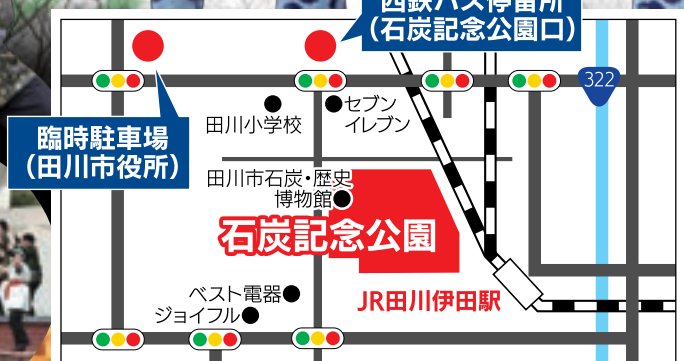 西鉄バス停留所
（石炭記念公園口）
322
セブン
イレブン
田川小学校
臨時駐車場
（田川市役所）
田川市石炭・歴史
博物館
石炭記念公園
ベスト電器
ジョイフル
JR田川伊田駅